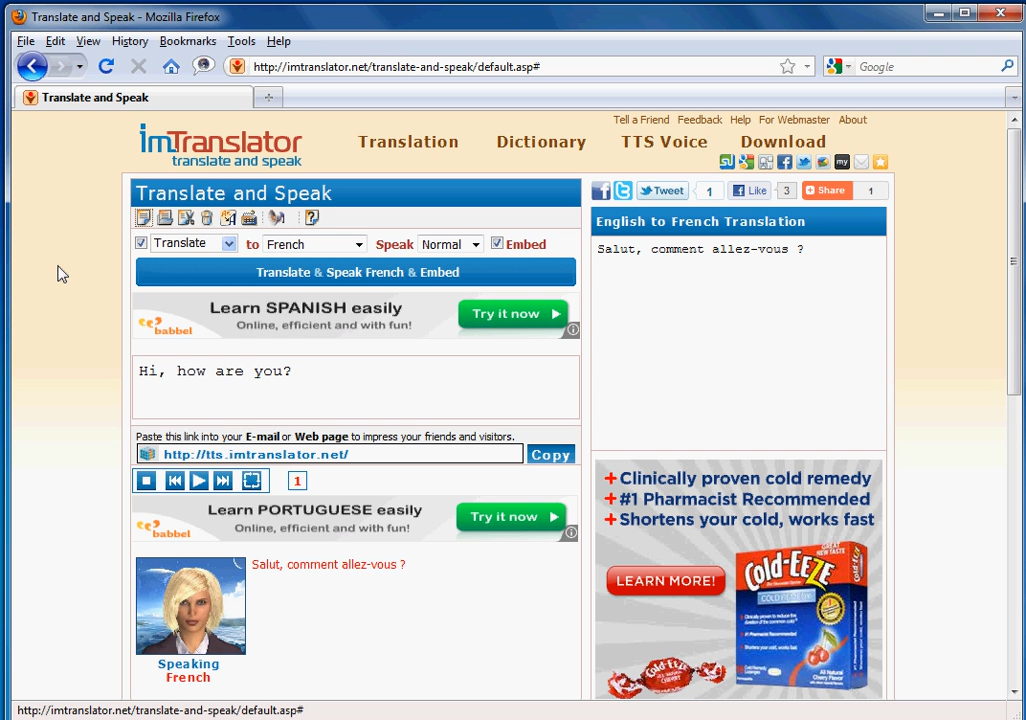 Translate and Speak - Mozilla Firefox
File Edit View History Bookmarks Tools Help
http://imtranslator.net/translate-and-speak/default.asp#
Google
Translate and Speak
Tell a Friend Feedback Help For Webmaster About
imTranslator
translate and speak
Translation Dictionary TTS Voice Download
my
Translate and Speak
Translate to French Speak Normal Embed
Translate & Speak French & Embed
babbel
Learn SPANISH easily
Online, efficient and with fun!
Try it now
Hi, how are you?
Paste this link into your E-mail or Web page to impress your friends and visitors.
http://tts.imtranslator.net/
Copy
1
babbel
Learn PORTUGUESE easily
Online, efficient and with fun!
Try it now
Salut, comment allez-vous ?
Speaking
French
Tweet 1 Like 3 Share 1
English to French Translation
Salut, comment allez-vous ?
+Clinically proven cold remedy
+#1 Pharmacist Recommended
+Shortens your cold, works fast
LEARN MORE!
Cold-EEZE
COLD REMEDY
http://imtranslator.net/translate-and-speak/default.asp#